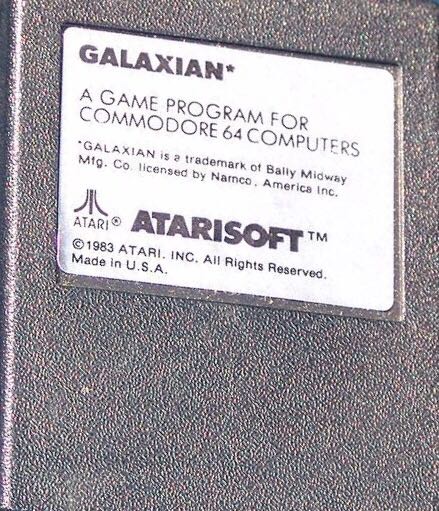 GALAXIAN*
A GAME PROGRAM FOR
COMMODORE 64 COMPUTERS
*GALAXIAN is a trademark of Bally Midway
Mfg. Co. licensed by Namco, America Inc.
ATARI® ATARISOFT™
©1983 ATARI, INC. All Rights Reserved.
Made in U.S.A.